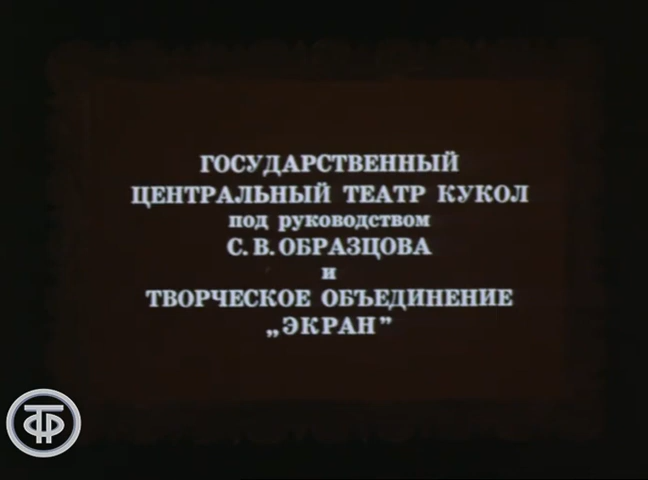 ГОСУДАРСТВЕННЫЙ
ЦЕНТРАЛЬНЫЙ ТЕАТР КУКОЛ
под руководством
С. В. ОБРАЗЦОВА
и
ТВОРЧЕСКОЕ ОБЪЕДИНЕНИЕ
„ЭКРАН”